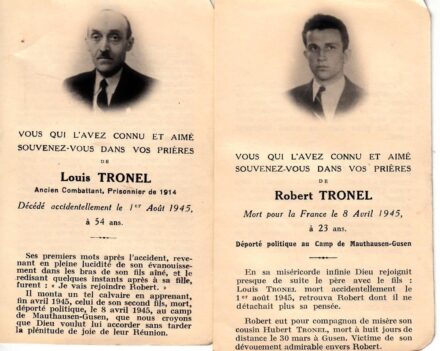 VOUS QUI L'AVEZ CONNU ET AIMÉ
SOUVENEZ-VOUS DANS VOS PRIÈRES
DE
Louis TRONEL
Ancien Combattant, Prisonnier de 1914
Décédé accidentellement le 1er Août 1945,
à 54 ans.
Ses premiers mots après l'accident, reve-
nant en pleine lucidité de son évanouisse-
ment dans les bras de son fils aîné, et le
redisant quelques instants après à sa fille,
furent : « Je vais rejoindre Robert. »
Il monta un tel calvaire en apprenant,
fin avril 1945, celui de son second fils, mort,
déporté politique, le 8 avril 1945, au camp
de Mauthausen-Gusen, que nous croyons
que Dieu voulut lui accorder sans tarder
la plénitude de joie de leur Réunion.
VOUS QUI L'AVEZ CONNU ET AIMÉ
SOUVENEZ-VOUS DANS VOS PRIÈRES
DE
Robert TRONEL
Mort pour la France le 8 Avril 1945,
à 23 ans.
Déporté politique au Camp de Mauthausen-Gusen
En sa miséricorde infinie Dieu rejoignit
presque de suite le père avec le fils :
Louis TRONEL, mort accidentellement le
1er août 1945, retrouva Robert dont il n'
détachait plus sa pensée.
Robert eut pour compagnon de misère son
cousin Hubert TRONEL, mort à huit jours de
distance le 30 mars à Gusen. Victime de son
dévouement admirable envers Robert.